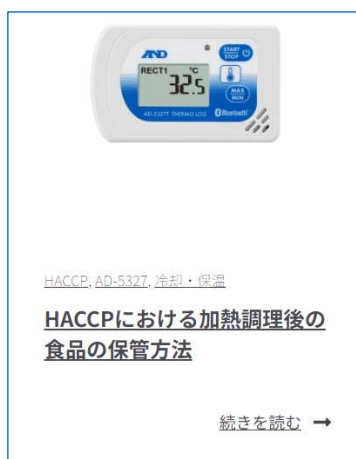 AND
START
STOP
RECT1 °C
32.5
MAX
MIN
AD-5327T THERMO LOG
Bluetooth
HACCP, AD-5327, 冷却・保温
HACCPにおける加熱調理後の
食品の保管方法
続きを読む →